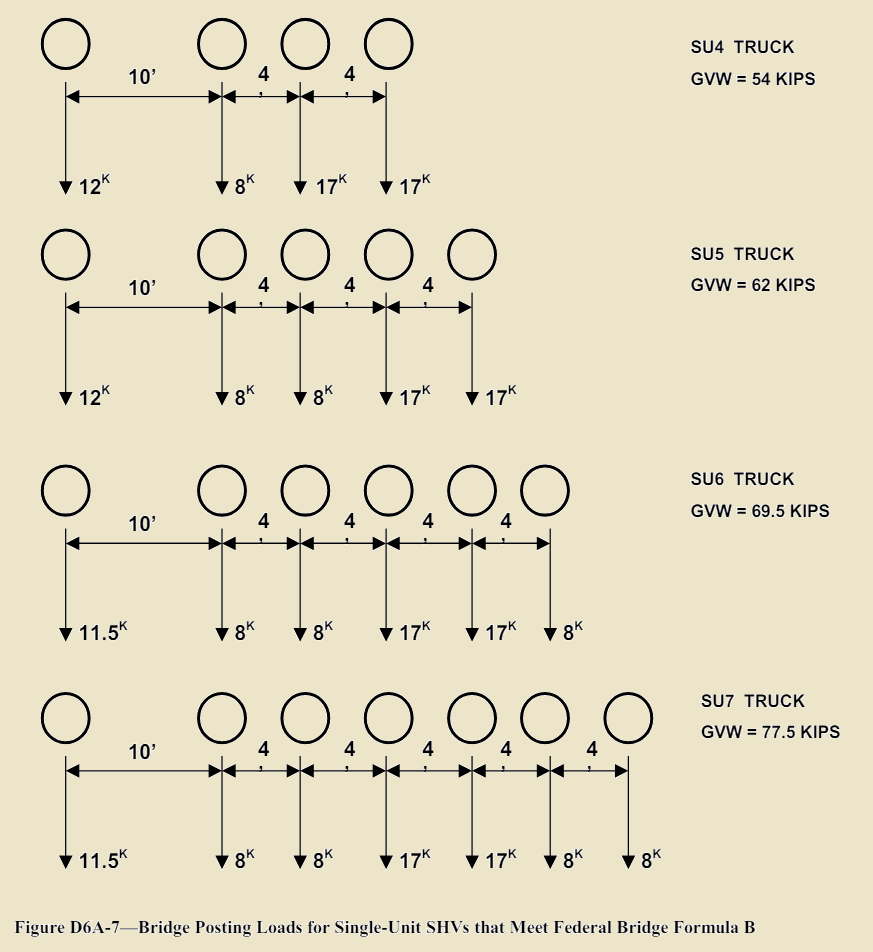 SU4 TRUCK
GVW = 54 KIPS
10’ 4’ 4’
12K 8K 17K 17K
SU5 TRUCK
GVW = 62 KIPS
10’ 4’ 4’ 4’
12K 8K 8K 17K 17K
SU6 TRUCK
GVW = 69.5 KIPS
10’ 4’ 4’ 4’ 4’
11.5K 8K 8K 17K 17K 8K
SU7 TRUCK
GVW = 77.5 KIPS
10’ 4’ 4’ 4’ 4’ 4’
11.5K 8K 8K 17K 17K 8K 8K
Figure D6A-7—Bridge Posting Loads for Single-Unit SHVs that Meet Federal Bridge Formula B